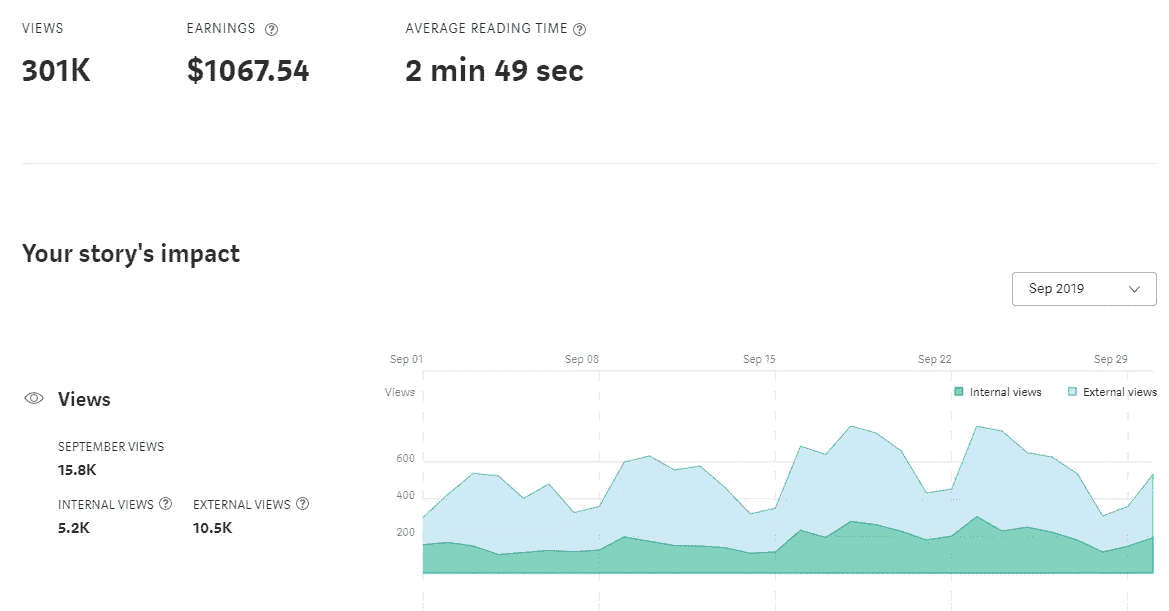 VIEWS EARNINGS ? AVERAGE READING TIME ?
301K $1067.54 2 min 49 sec
Your story's impact
Sep 2019
Sep 01 Sep 08 Sep 15 Sep 22 Sep 29
Views
Views
Internal views External views
SEPTEMBER VIEWS
15.8K
INTERNAL VIEWS ? EXTERNAL VIEWS ?
5.2K 10.5K
600
400
200